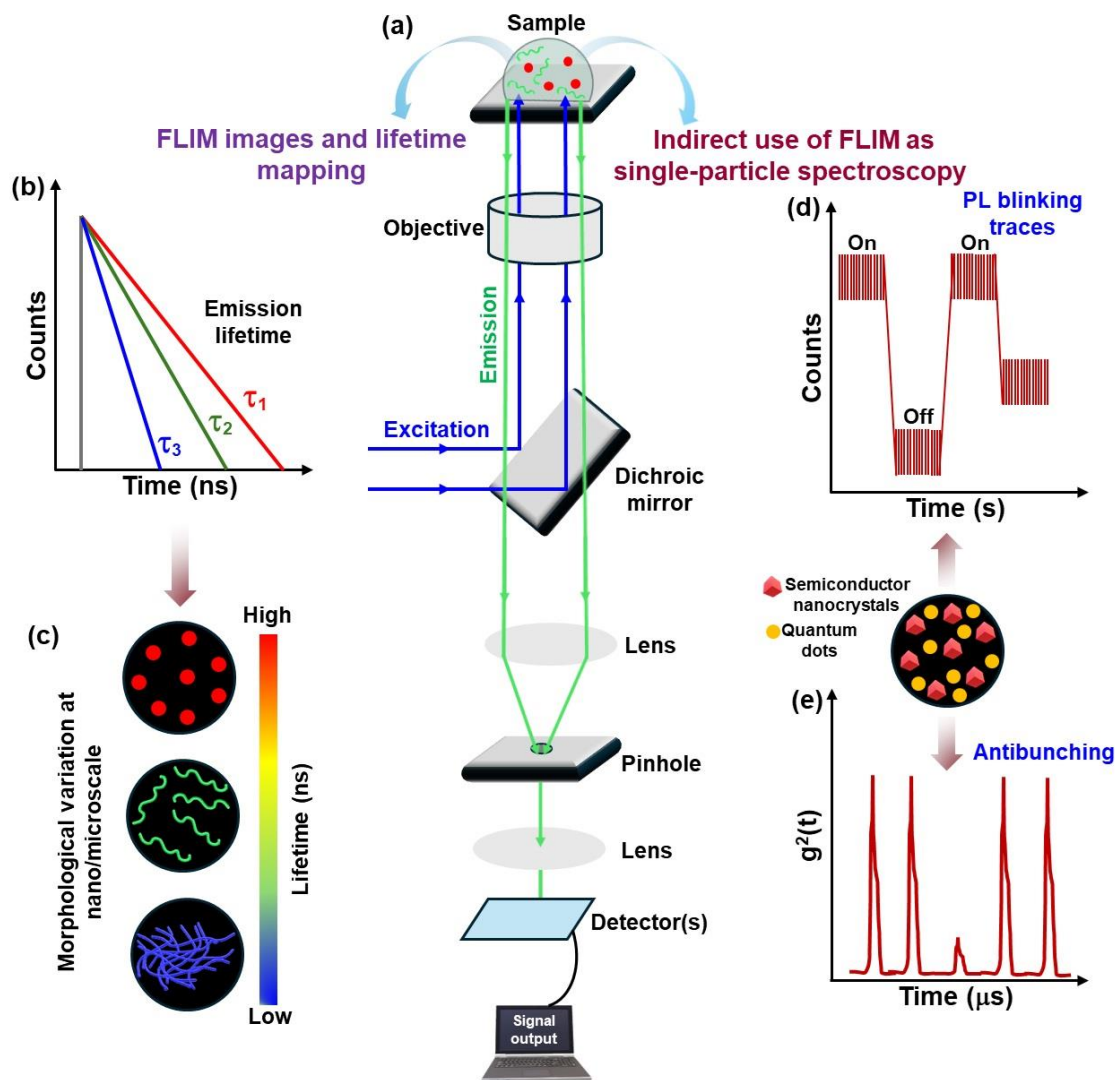 (a)
Sample
FLIM images and lifetime
mapping
Indirect use of FLIM as
single-particle spectroscopy
Objective
Emission
Excitation
Dichroic
mirror
Lens
Pinhole
Lens
Detector(s)
Signal
output
(b)
Counts
Emission
lifetime
τ1
τ2
τ3
Time (ns)
(c)
Morphological variation at
nano/microscale
High
Lifetime (ns)
Low
(d)
PL blinking
traces
On
On
Off
Counts
Time (s)
Semiconductor
nanocrystals
Quantum
dots
(e)
Antibunching
g²(t)
Time (μs)